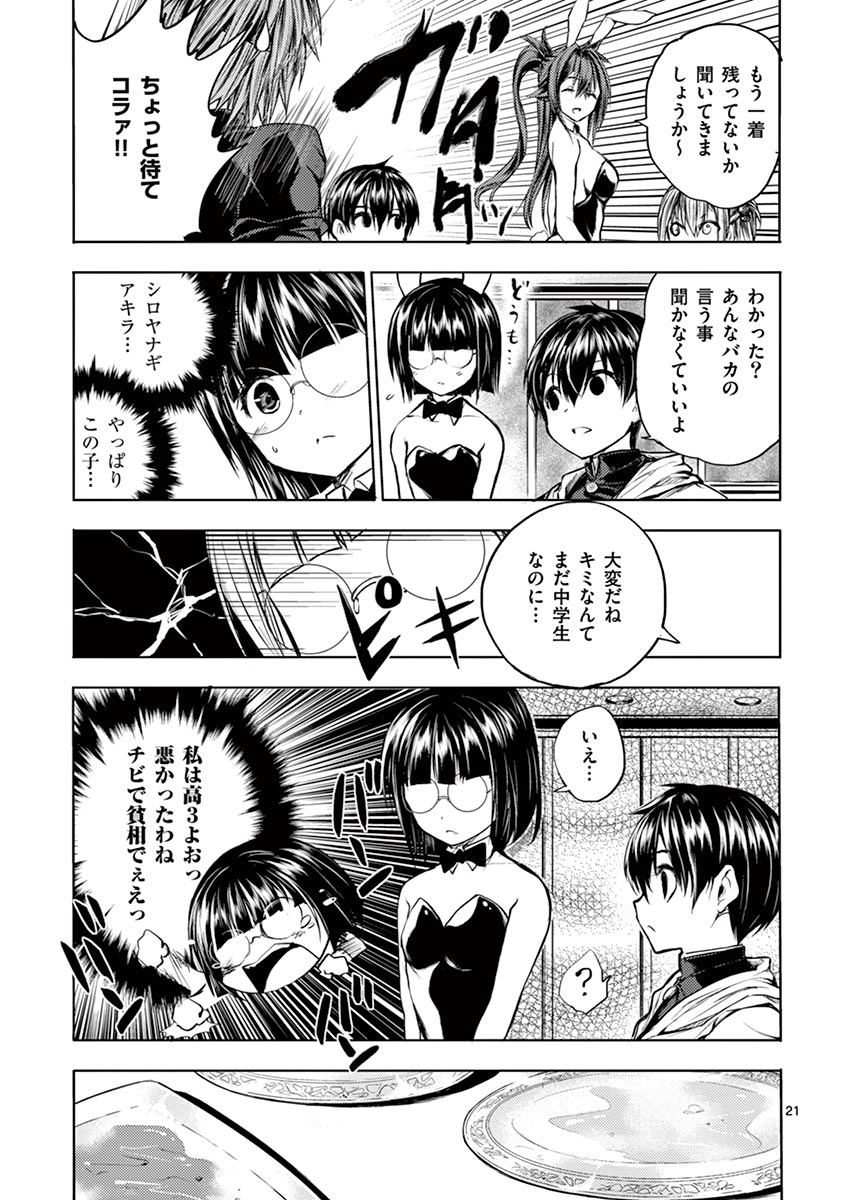 もう一着
残ってないか
聞いてきま
しょうか～
ガタタッ
ちょっと待て
コラァ!!
わかった？
あんなバカの
言う事
聞かなくていいよ
どうも…
シロヤナギ
アキラ…
やっぱり
この子…
大変だね
キミなんて
まだ中学生
なのに…
ピキ
いえ…
？
私は高3よおっ
悪かったわね
チビで貧相でぇえっ
21